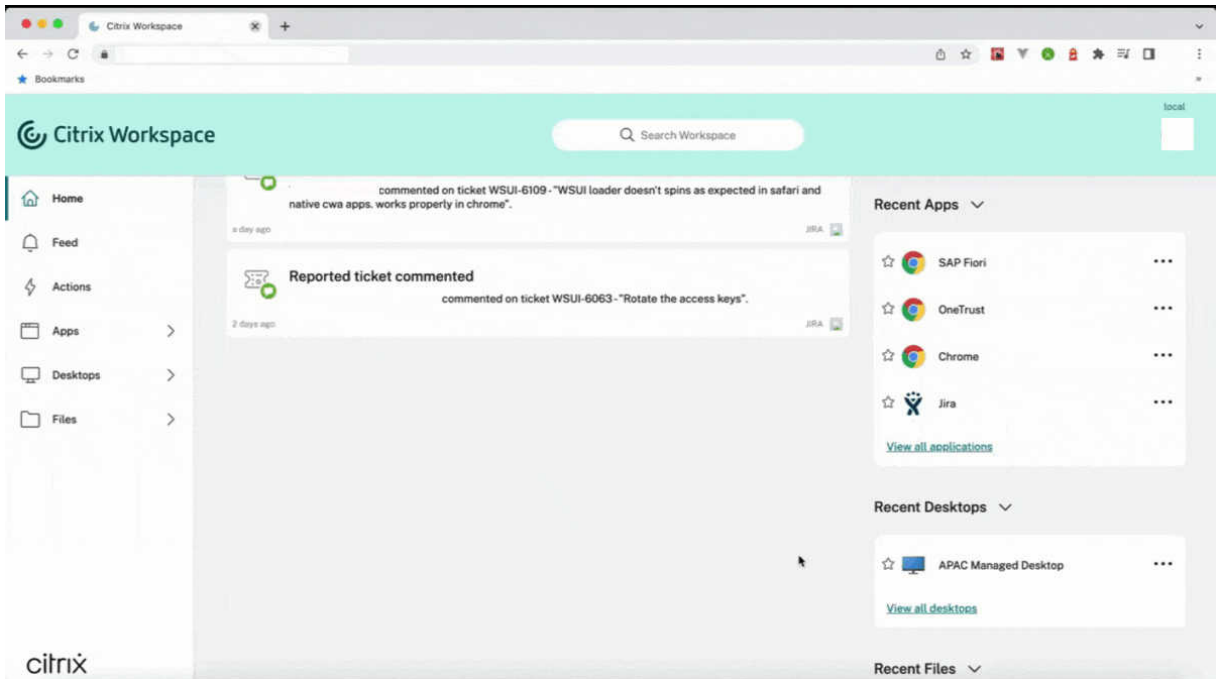 Citrix Workspace
Bookmarks
local
Citrix Workspace
Search Workspace
Home
Feed
Actions
Apps
Desktops
Files
citrix
commented on ticket WSUI-6109 - "WSUI loader doesn't spins as expected in safari and
native cwa apps. works properly in chrome".
a day ago
JIRA
Reported ticket commented
commented on ticket WSUI-6063 - "Rotate the access keys".
2 days ago
JIRA
Recent Apps
SAP Fiori
OneTrust
Chrome
Jira
View all applications
Recent Desktops
APAC Managed Desktop
View all desktops
Recent Files